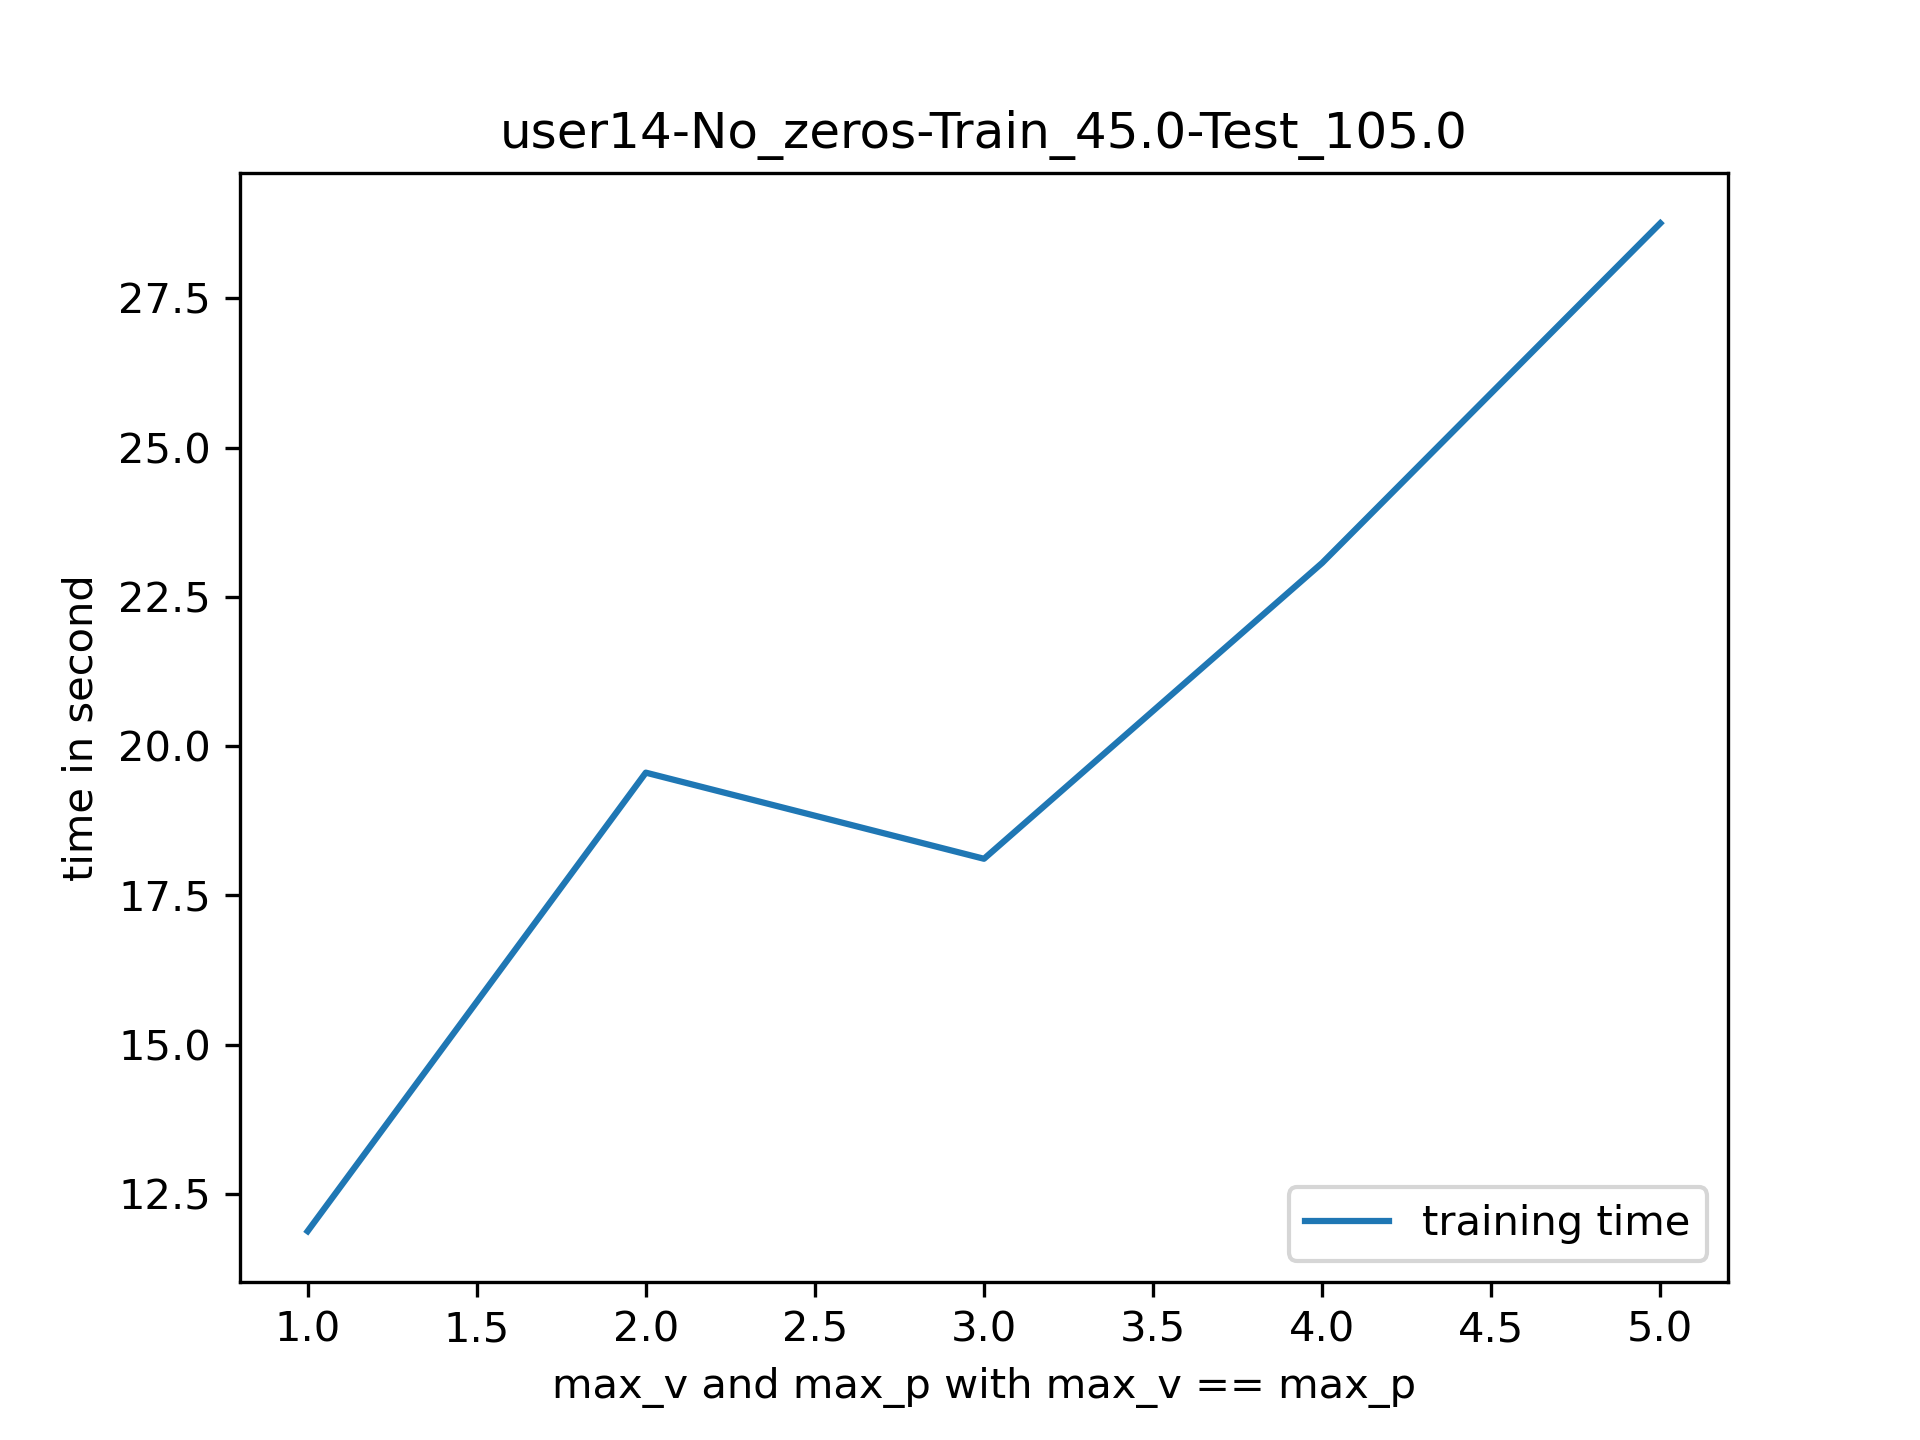 user14-No_zeros-Train_45.0-Test_105.0
27.5
25.0
22.5
20.0
17.5
15.0
12.5
time in second
training time
1.0 1.5 2.0 2.5 3.0 3.5 4.0 4.5 5.0
max_v and max_p with max_v == max_p